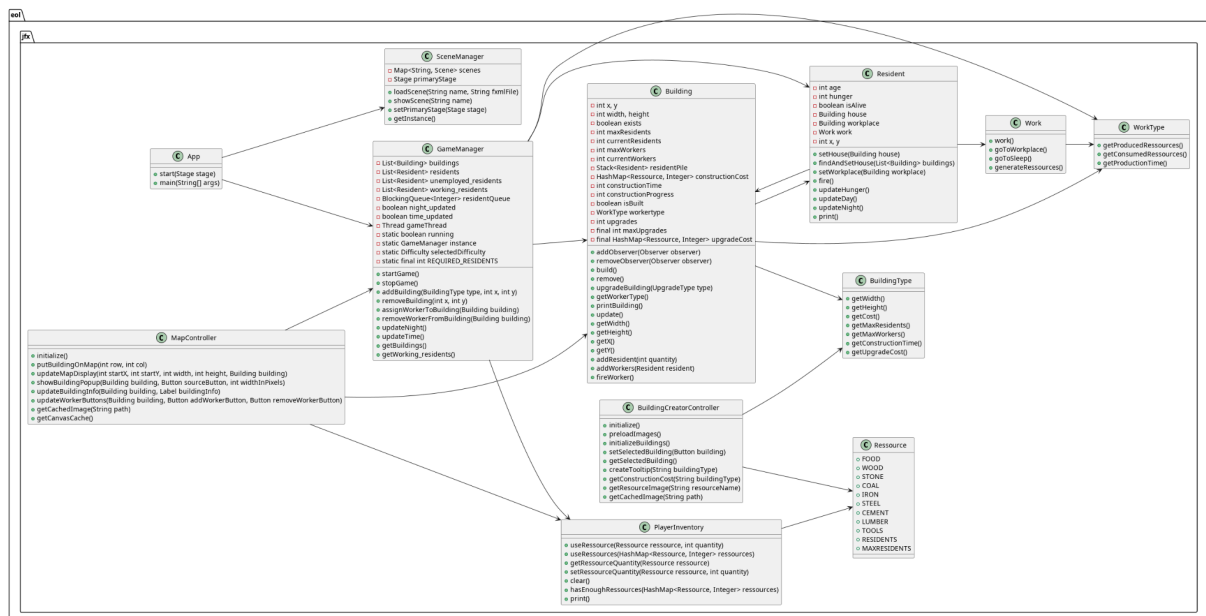 eol
jfx
C SceneManager
Map<String, Scene> scenes
Stage primaryStage
loadScene(String name, String fxmlFile)
showScene(String name)
setPrimaryStage(Stage stage)
getInstance()
C App
start(Stage stage)
main(String[] args)
C GameManager
List<Building> buildings
List<Resident> residents
List<Resident> unemployed_residents
List<Resident> working_residents
BlockingQueue<Integer> residentQueue
boolean night_updated
boolean time_updated
Thread gameThread
static boolean running
static GameManager instance
static Difficulty selectedDifficulty
static final int REQUIRED_RESIDENTS
startGame()
stopGame()
addBuilding(BuildingType type, int x, int y)
removeBuilding(int x, int y)
assignWorkerToBuilding(Building building)
removeWorkerFromBuilding(Building building)
updateNight()
updateTime()
getBuildings()
getWorking_residents()
C MapController
initialize()
putBuildingOnMap(int row, int col)
updateMapDisplay(int startX, int startY, int width, int height, Building building)
showBuildingPopup(Building building, Button sourceButton, int widthInPixels)
updateBuildingInfo(Building building, Label buildingInfo)
updateWorkerButtons(Building building, Button addWorkerButton, Button removeWorkerButton)
getCachedImage(String path)
getCanvasCache()
C Building
int x, y
int width, height
boolean exists
int maxResidents
int currentResidents
int maxWorkers
int currentWorkers
Stack<Resident> residentPile
HashMap<Ressource, Integer> constructionCost
int constructionTime
int constructionProgress
boolean isBuilt
WorkType workertype
int upgrades
final int maxUpgrades
final HashMap<Ressource, Integer> upgradeCost
addObserver(Observer observer)
removeObserver(Observer observer)
build()
remove()
upgradeBuilding(UpgradeType type)
getWorkerType()
printBuilding()
update()
getWidth()
getHeight()
getX()
getY()
addResident(int quantity)
addWorkers(Resident resident)
fireWorker()
C Resident
int age
int hunger
boolean isAlive
Building house
Building workplace
Work work
int x, y
setHouse(Building house)
findAndSetHouse(List<Building> buildings)
setWorkplace(Building workplace)
fire()
updateHunger()
updateDay()
updateNight()
print()
C Work
work()
goToWorkplace()
goToSleep()
generateRessources()
C WorkType
getProducedRessources()
getConsumedRessources()
getProductionTime()
C BuildingType
getWidth()
getHeight()
getCost()
getMaxResidents()
getMaxWorkers()
getConstructionTime()
getUpgradeCost()
C BuildingCreatorController
initialize()
preloadImages()
initializeBuildings()
setSelectedBuilding(Button building)
getSelectedBuilding()
createTooltip(String buildingType)
getConstructionCost(String buildingType)
getResourceImage(String resourceName)
getCachedImage(String path)
C Ressource
FOOD
WOOD
STONE
COAL
IRON
STEEL
CEMENT
LUMBER
TOOLS
RESIDENTS
MAXRESIDENTS
C PlayerInventory
useRessource(Ressource ressource, int quantity)
useRessources(HashMap<Ressource, Integer> ressources)
getRessourceQuantity(Ressource ressource)
setRessourceQuantity(Ressource ressource, int quantity)
clear()
hasEnoughRessources(HashMap<Ressource, Integer> ressources)
print()